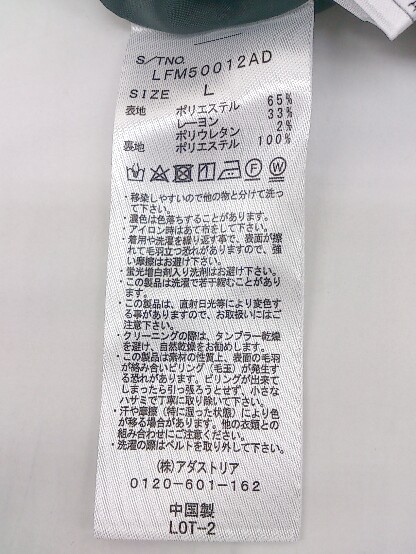 S/TNO.
LFM50012AD
SIZE L
表地 ポリエステル 65%
レーヨン 33%
ポリウレタン 2%
裏地 ポリエステル 100%
F W
・移染しやすいので他の物と分けて洗っ
て下さい。
・濃色は色落ちすることがあります。
・アイロン時はあて布をして下さい。
・着用や洗濯を繰り返す事で、表面が擦
れて毛羽立つ恐れがありますので、強
い摩擦はお避け下さい。
・蛍光増白剤入り洗剤はお避け下さい。
・この製品は洗濯で若干縮むことがあり
ます。
・この製品は、直射日光等により変色す
る事がありますので、お取扱いにはご
注意下さい。
・クリーニングの際は、タンブラー乾燥
を避け、自然乾燥をお勧めします。
・この製品は素材の性質上、表面の毛羽
が絡み合いピリング(毛玉)が発生す
る恐れがあります。ピリングが出来て
しまったら引っ張ろうとせず、小さな
ハサミで丁寧に取り除いて下さい。
・汗や摩擦(特に湿った状態)により色
が移る場合があります。他の衣類との
組み合わせにご注意ください。
・洗濯の際はベルトを取り外して下さい。
(株)アダストリア
0120-601-162
中国製
LOT-2